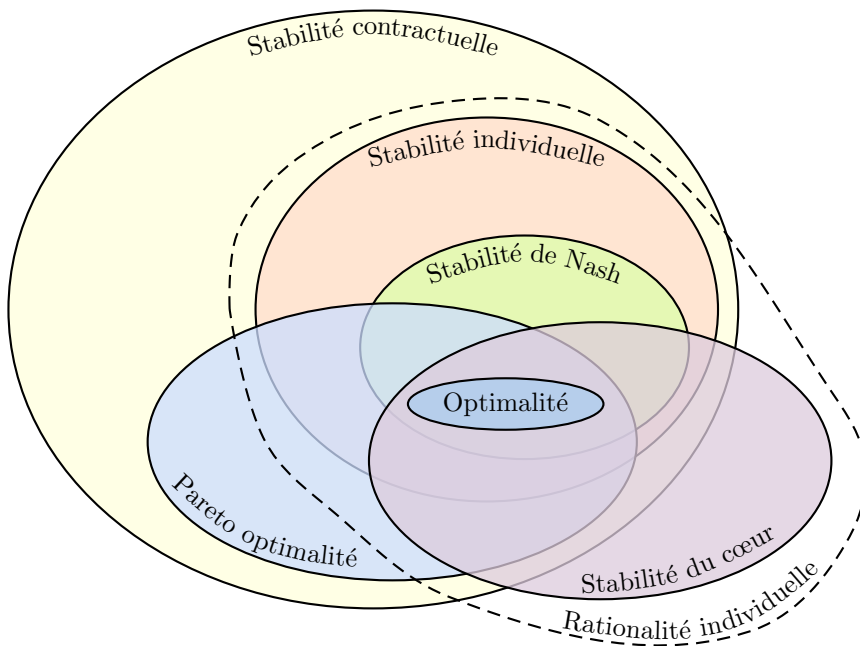 Stabilité contractuelle
Stabilité individuelle
Stabilité de Nash
Optimalité
Pareto optimalité
Stabilité du cœur
Rationalité individuelle